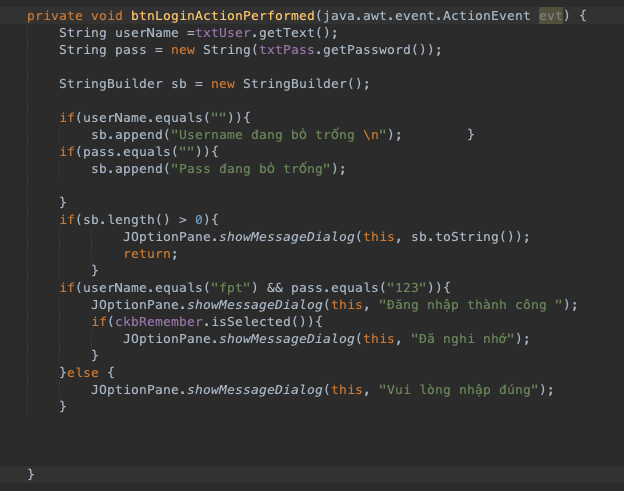 private void btnLoginActionPerformed(java.awt.event.ActionEvent evt) {
String userName =txtUser.getText();
String pass = new String(txtPass.getPassword());
StringBuilder sb = new StringBuilder();
if(userName.equals("")){
sb.append("Username đang bỏ trống \n"); }
if(pass.equals("")){
sb.append("Pass đang bỏ trống");
}
if(sb.length() > 0){
JOptionPane.showMessageDialog(this, sb.toString());
return;
}
if(userName.equals("fpt") && pass.equals("123")){
JOptionPane.showMessageDialog(this, "Đăng nhập thành công ");
if(ckbRemember.isSelected()){
JOptionPane.showMessageDialog(this, "Đã nghi nhớ");
}
}else {
JOptionPane.showMessageDialog(this, "Vui lòng nhập đúng");
}
}